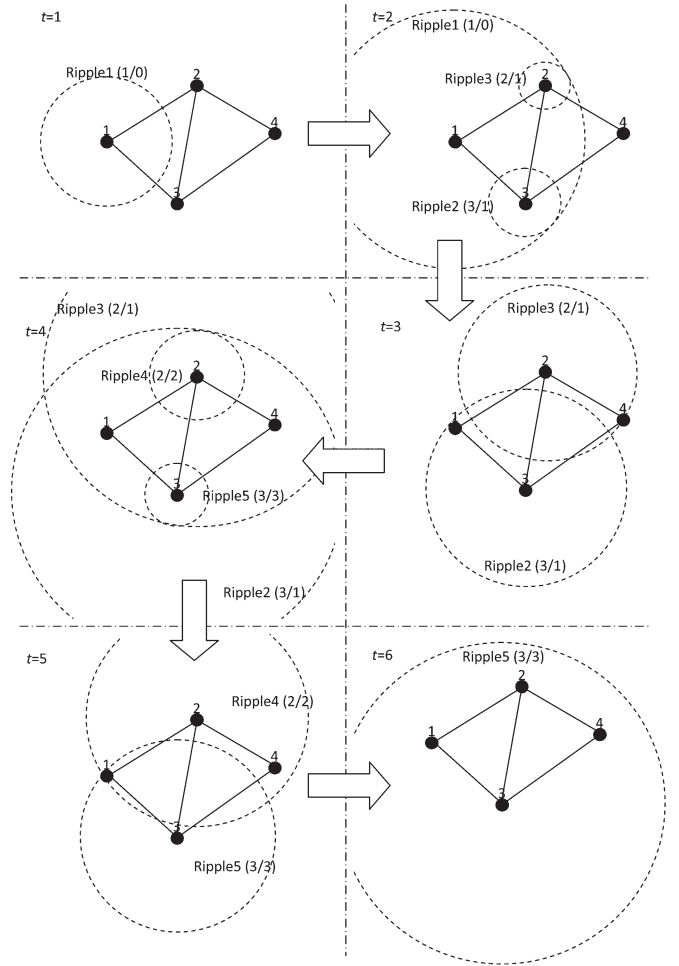 t=1
Ripple1 (1/0)
2
1
4
3
t=2
Ripple1 (1/0)
Ripple3 (2/1)
2
1
4
3
Ripple2 (3/1)
t=3
Ripple3 (2/1)
2
1
4
3
Ripple2 (3/1)
Ripple3 (2/1)
t=4
2
Ripple4 (2/2)
1
4
3
Ripple5 (3/3)
Ripple2 (3/1)
t=5
Ripple4 (2/2)
2
1
4
3
Ripple5 (3/3)
t=6
Ripple5 (3/3)
2
1
4
3